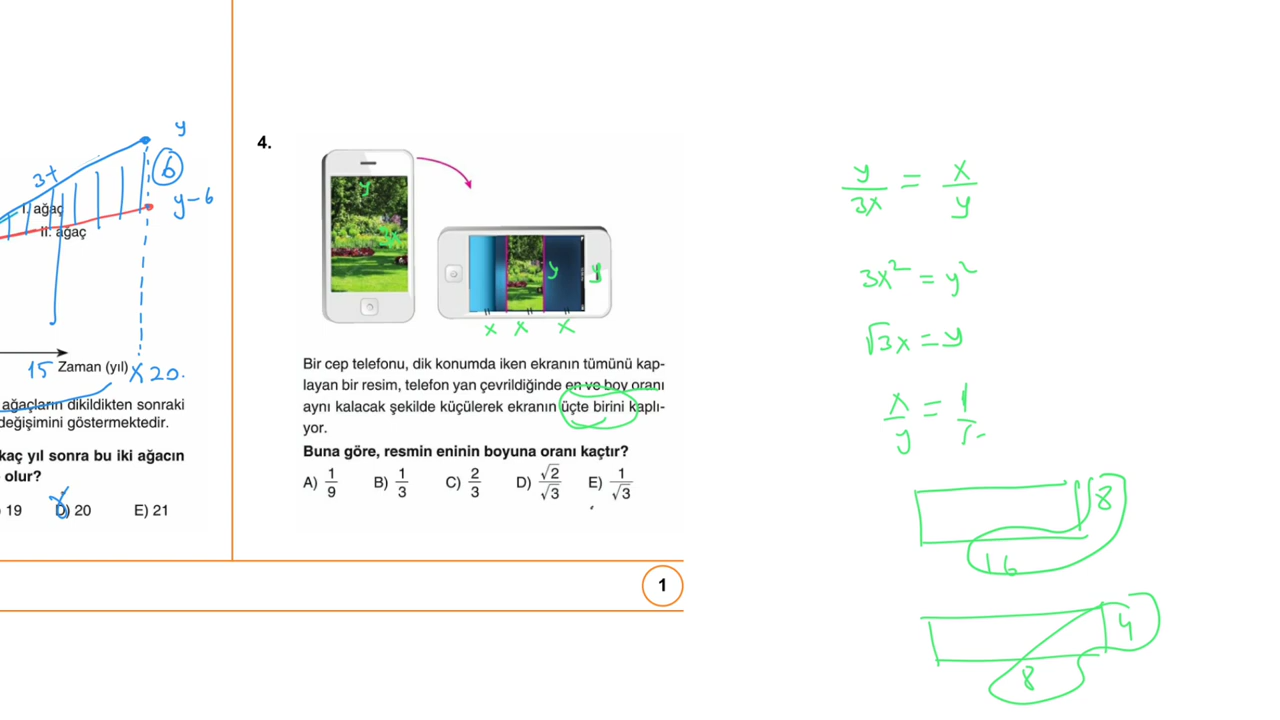 y
6
3t
y-6
I. ağaç
II. ağaç
15
Zaman (yıl)
20
ağaçların dikildikten sonraki
değişimini göstermektedir.
kaç yıl sonra bu iki ağacın
olur?
19
D) 20
E) 21
4.
y
3x
y
y
x x x
Bir cep telefonu, dik konumda iken ekranın tümünü kap-
layan bir resim, telefon yan çevrildiğinde en ve boy oranı
aynı kalacak şekilde küçülerek ekranın üçte birini kaplı-
yor.
Buna göre, resmin eninin boyuna oranı kaçtır?
A) 1/9 B) 1/3 C) 2/3 D) √2/√3 E) 1/√3
1
y/3x = x/y
3x² = y²
√3x = y
x/y = 1/
8
16
4
8